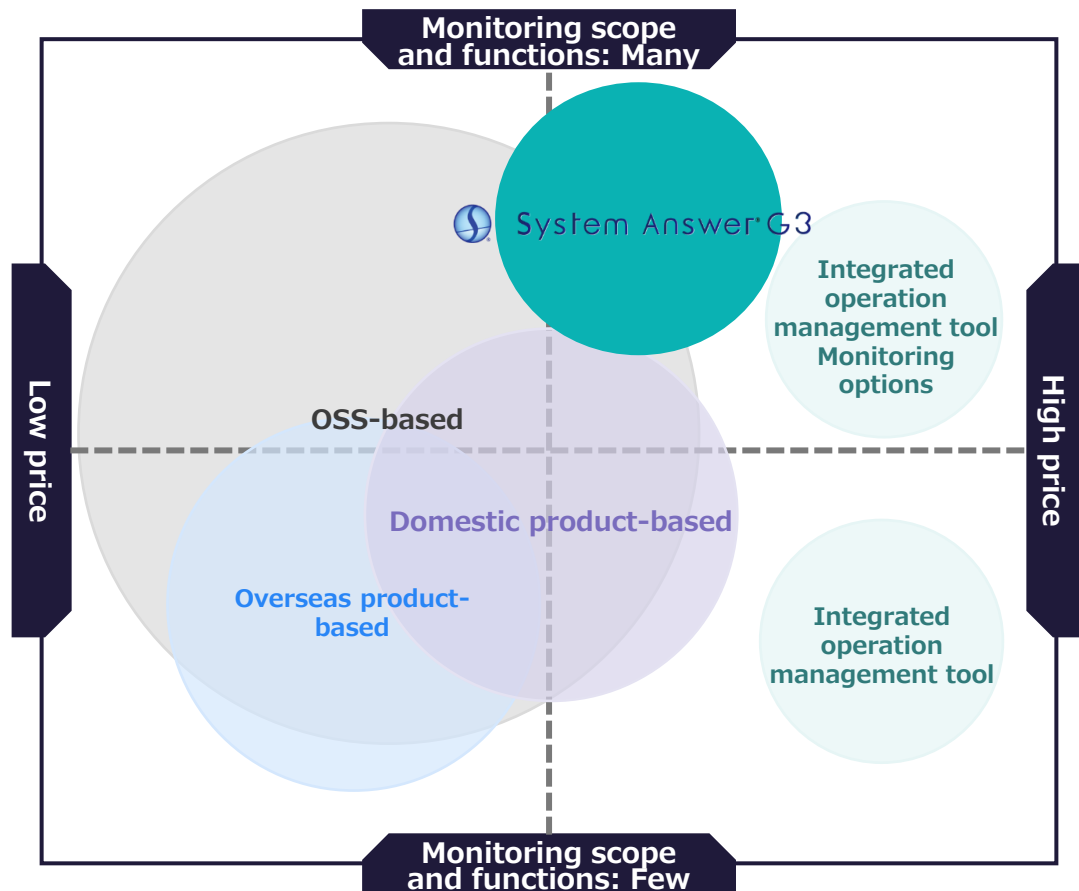 Monitoring scope
and functions: Many
System Answer® G3
Integrated
operation
management tool
Monitoring
options
Low price
High price
OSS-based
Domestic product-based
Overseas product-
based
Integrated
operation
management tool
Monitoring scope
and functions: Few